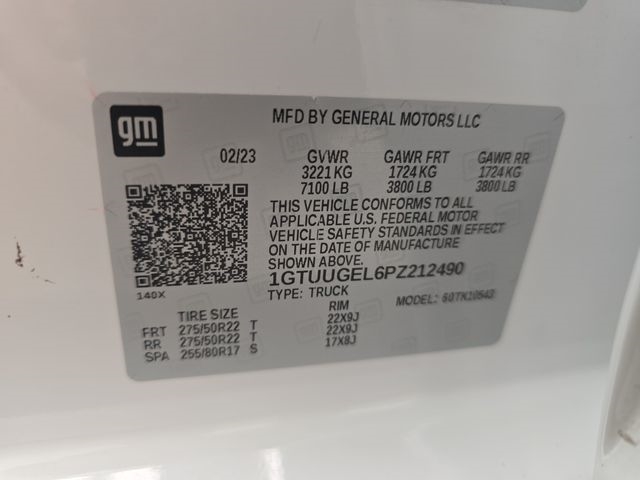 gm
MFD BY GENERAL MOTORS LLC
02/23 GVWR GAWR FRT GAWR RR
3221 KG 1724 KG 1724 KG
7100 LB 3800 LB 3800 LB
THIS VEHICLE CONFORMS TO ALL
APPLICABLE U.S. FEDERAL MOTOR
VEHICLE SAFETY STANDARDS IN EFFECT
ON THE DATE OF MANUFACTURE
SHOWN ABOVE.
1GTUUGEL6PZ212490
140X
TYPE: TRUCK MODEL:
TIRE SIZE RIM
FRT 275/50R22 T 22X9J
RR 275/50R22 T 22X9J
SPA 255/80R17 S 17X8J